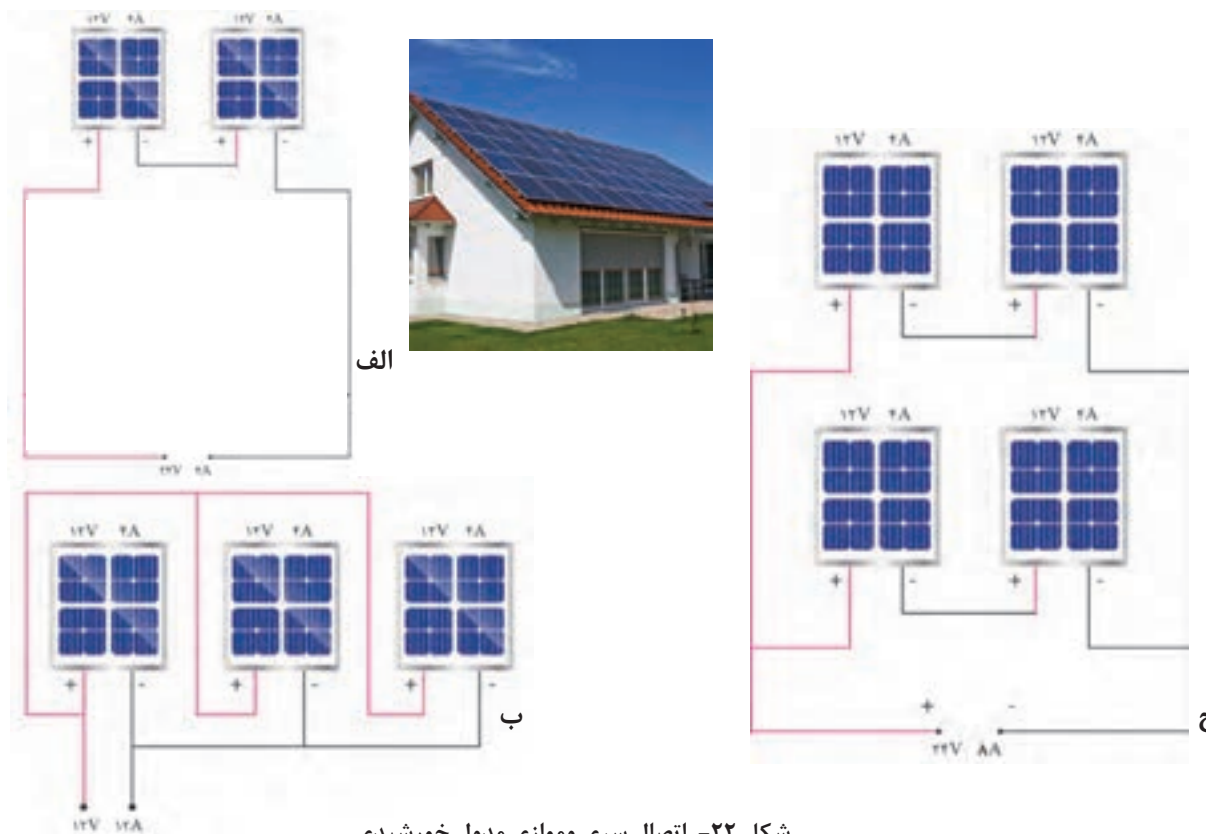 ۱۲V ۴A ۱۲V ۴A
+ - + -
الف
۲۴V ۴A
۱۲V ۴A ۱۲V ۴A ۱۲V ۴A
+ - + - + -
ب
۱۲V ۱۲A
۱۲V ۴A ۱۲V ۴A
+ - + -
۱۲V ۴A ۱۲V ۴A
+ - + -
+ -
۲۴V ۸A
شکل ۲۲- اتصال سری وموازی مدول خورشیدی